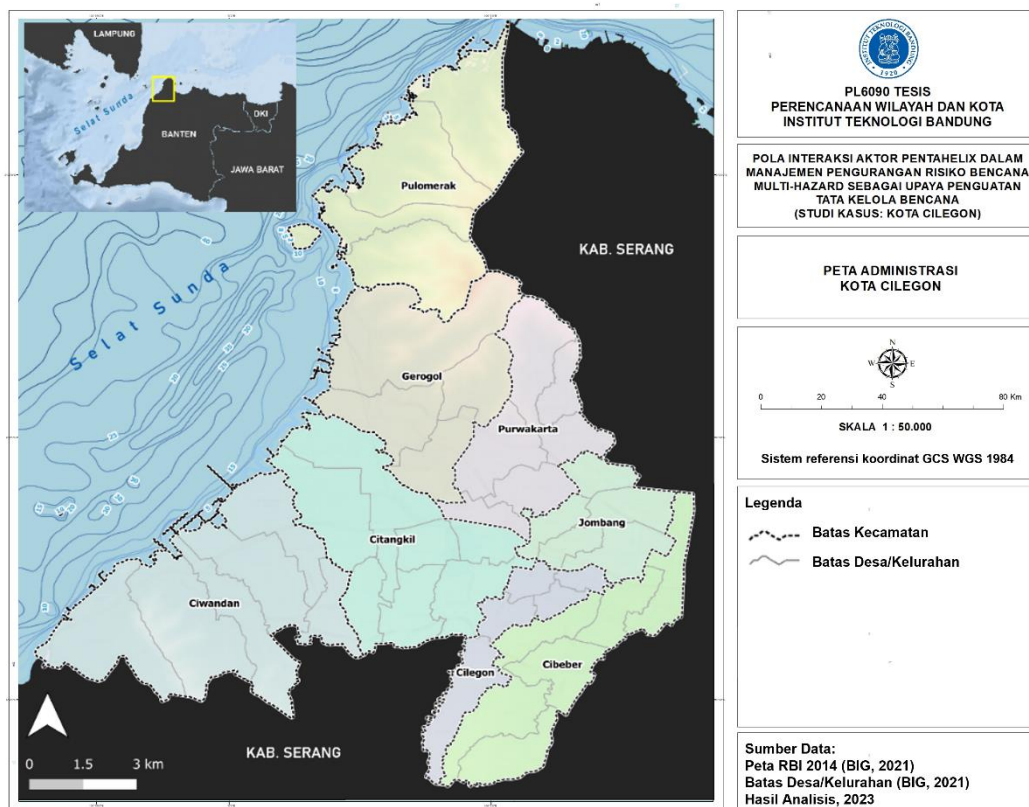 LAMPUNG
Selat Sunda
DKI
BANTEN
JAWA BARAT
Pulomerak
KAB. SERANG
Selat Sunda
Gerogol
Purwakarta
Jombang
Citangkil
Ciwandan
Cilegon
Cibeber
KAB. SERANG
0 1.5 3 km
INSTITUT TEKNOLOGI BANDUNG
1920
PL6090 TESIS
PERENCANAAN WILAYAH DAN KOTA
INSTITUT TEKNOLOGI BANDUNG
POLA INTERAKSI AKTOR PENTAHELIX DALAM
MANAJEMEN PENGURANGAN RISIKO BENCANA
MULTI-HAZARD SEBAGAI UPAYA PENGUATAN
TATA KELOLA BENCANA
(STUDI KASUS: KOTA CILEGON)
PETA ADMINISTRASI
KOTA CILEGON
N
W E
S
0 20 40 80 Km
SKALA 1 : 50.000
Sistem referensi koordinat GCS WGS 1984
Legenda
Batas Kecamatan
Batas Desa/Kelurahan
Sumber Data:
Peta RBI 2014 (BIG, 2021)
Batas Desa/Kelurahan (BIG, 2021)
Hasil Analisis, 2023